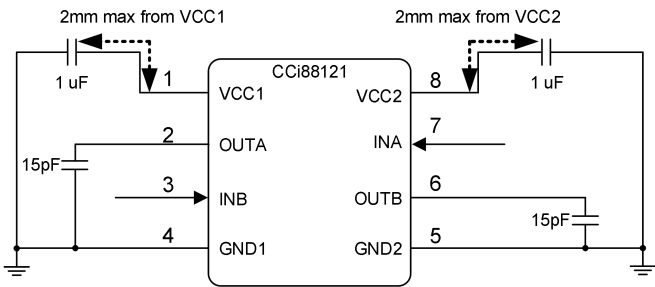 2mm max from VCC1
2mm max from VCC2
1 uF
1 uF
CCi88121
1
VCC1
VCC2
8
2
OUTA
INA
7
15pF
3
INB
OUTB
6
15pF
4
GND1
GND2
5